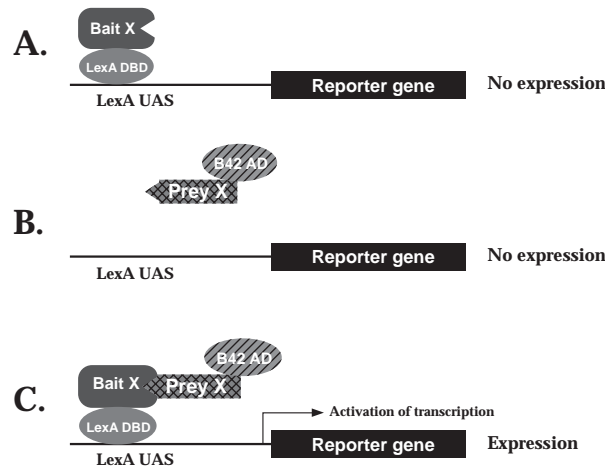 A.
Bait X
LexA DBD
LexA UAS
Reporter gene
No expression
B42 AD
Prey X
B.
LexA UAS
Reporter gene
No expression
B42 AD
Bait X
Prey X
C.
Activation of transcription
LexA DBD
LexA UAS
Reporter gene
Expression